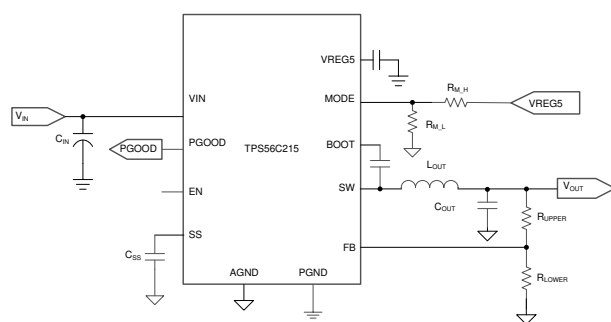 VREG5
R_M_H
VIN
MODE
VREG5
V_IN
R_M_L
C_IN
PGOOD
PGOOD
TPS56C215
BOOT
L_OUT
EN
SW
V_OUT
C_OUT
R_UPPER
SS
C_SS
FB
R_LOWER
AGND
PGND